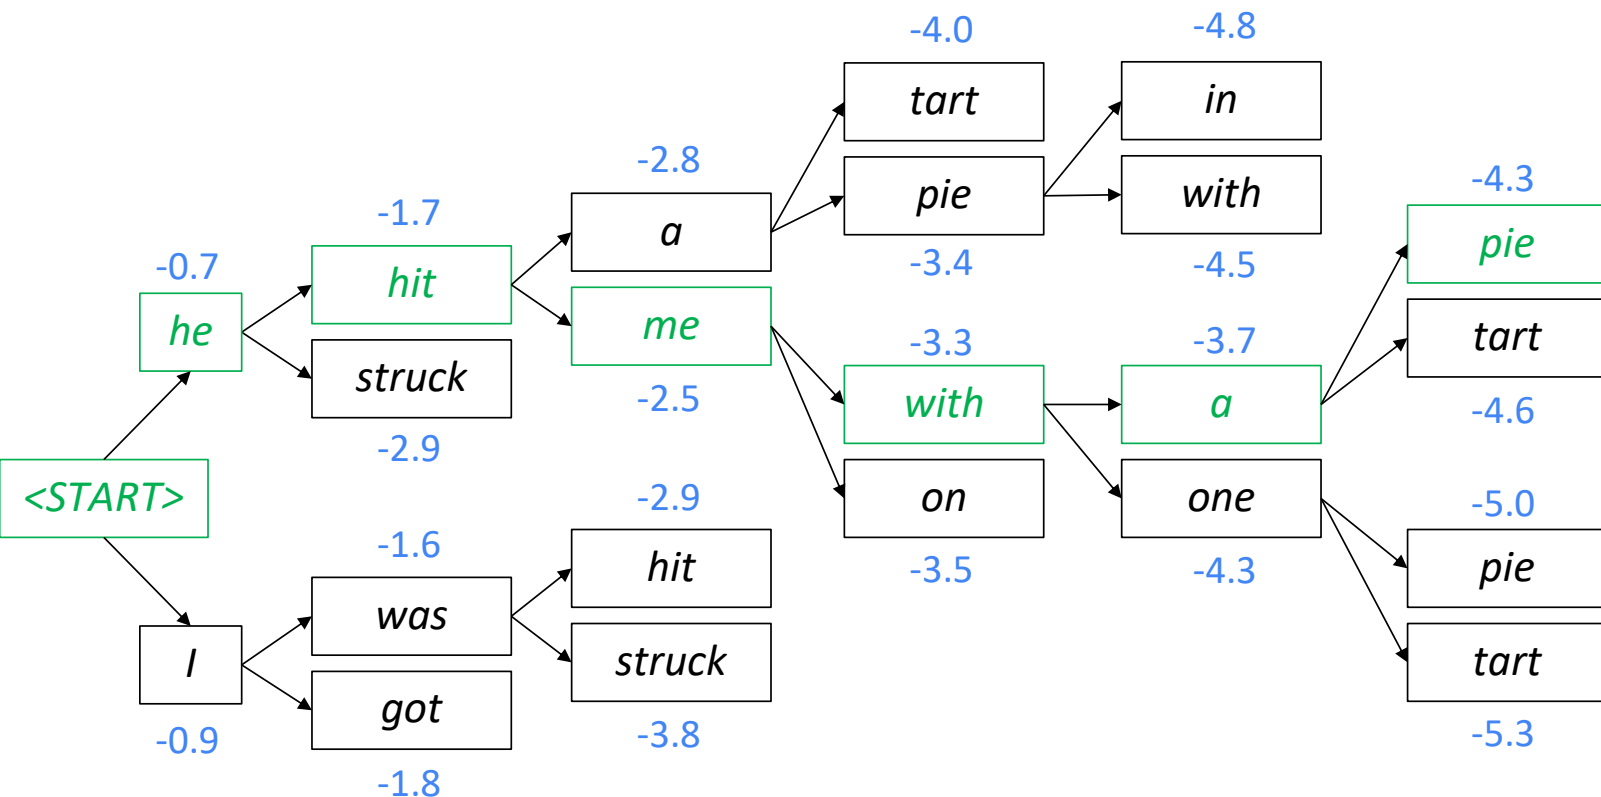 -4.0
-4.8
tart
in
-2.8
pie
with
-4.3
-1.7
a
-3.4
-4.5
pie
-0.7
hit
me
-3.3
-3.7
tart
he
struck
-2.5
with
a
-4.6
-2.9
<START>
-2.9
on
one
-5.0
-1.6
hit
-3.5
-4.3
pie
was
I
struck
tart
got
-0.9
-3.8
-5.3
-1.8